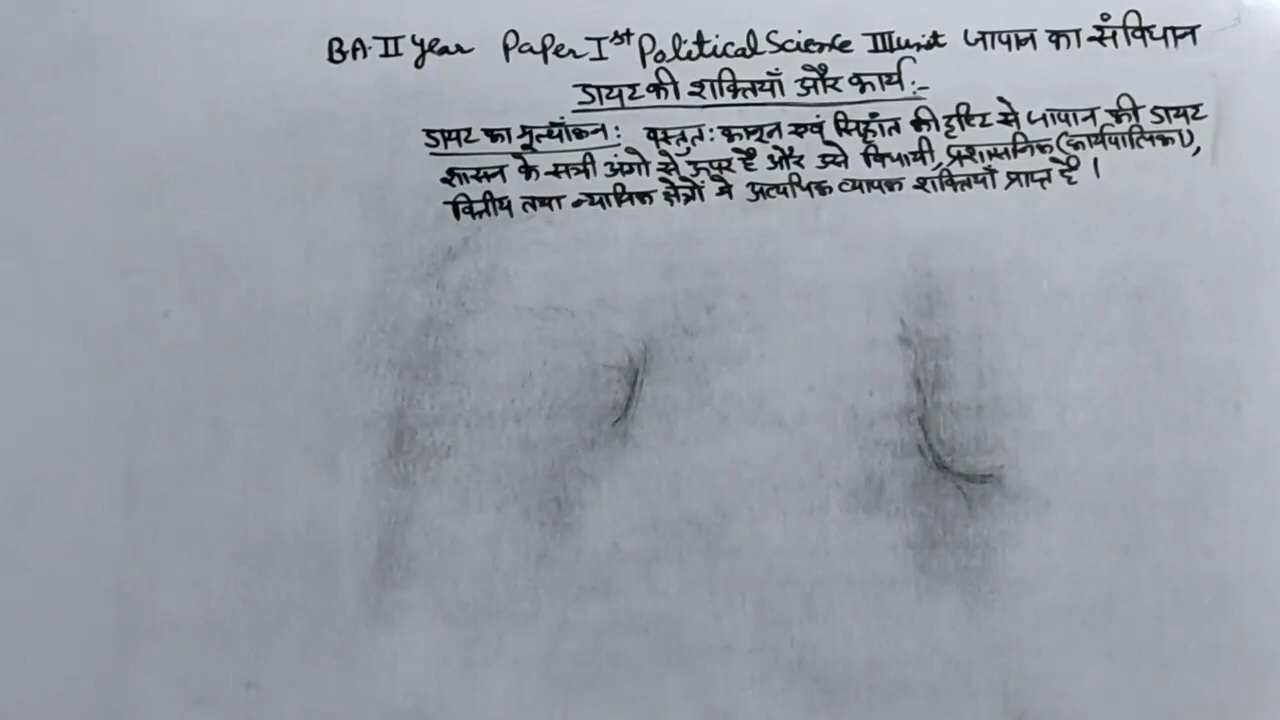 B.A. II Year Paper Ist Political Science III unit जापान का संविधान
डायट की शक्तियाँ और कार्य :-
डायट का मूल्यांकन : वस्तुत: कानून एवं सिद्धांत की दृष्टि से जापान की डायट
शासन के सभी अंगो से ऊपर है और उसे विधायी, प्रशासनिक (कार्यपालिका),
वित्तीय तथा न्यायिक क्षेत्रों मे अत्यधिक व्यापक शक्तियाँ प्राप्त है ।